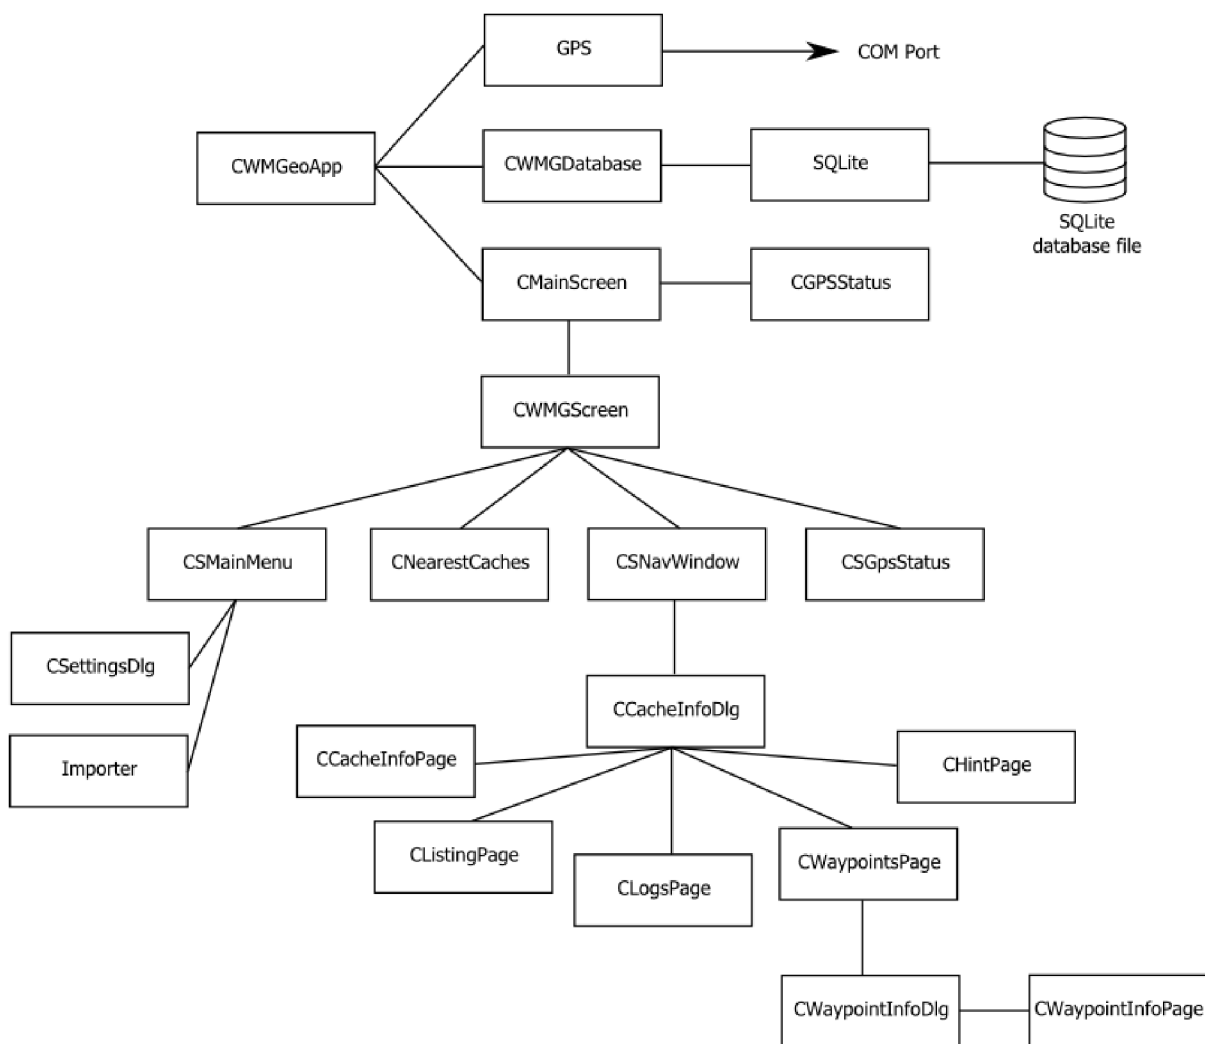 GPS
COM Port
CWMGeoApp
CWMGDatabase
SQLite
SQLite
database file
CMainScreen
CGPSStatus
CWMGScreen
CSMainMenu
CNearestCaches
CSNavWindow
CSGpsStatus
CSettingsDlg
CCacheInfoDlg
Importer
CCacheInfoPage
CHintPage
CListingPage
CLogsPage
CWaypointsPage
CWaypointInfoDlg
CWaypointInfoPage